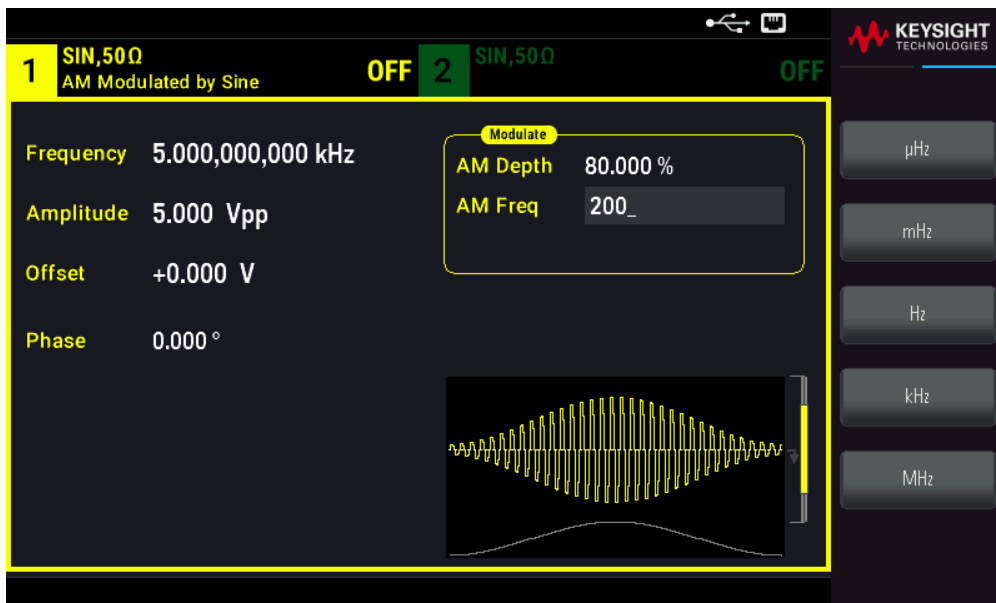 KEYSIGHT
TECHNOLOGIES
1
SIN,50Ω
AM Modulated by Sine
OFF
2
SIN,50Ω
OFF
Frequency 5.000,000,000 kHz
Amplitude 5.000 Vpp
Offset +0.000 V
Phase 0.000 °
Modulate
AM Depth 80.000 %
AM Freq 200_
µHz
mHz
Hz
kHz
MHz